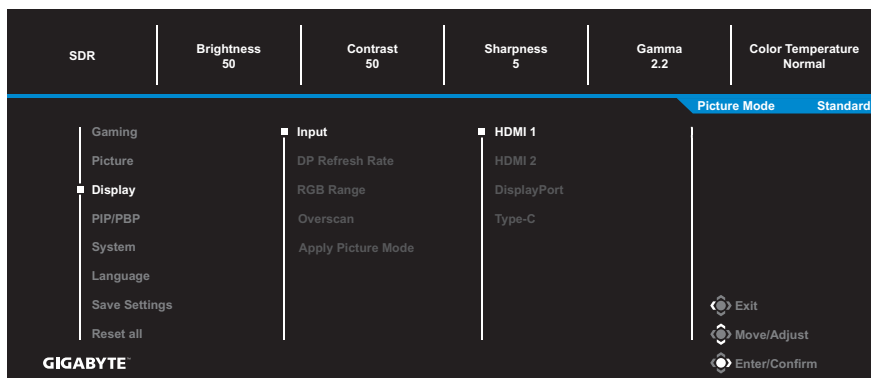 SDR
Brightness
50
Contrast
50
Sharpness
5
Gamma
2.2
Color Temperature
Normal
Picture Mode Standard
Gaming
Picture
Display
PIP/PBP
System
Language
Save Settings
Reset all
Input
DP Refresh Rate
RGB Range
Overscan
Apply Picture Mode
HDMI 1
HDMI 2
DisplayPort
Type-C
Exit
Move/Adjust
Enter/Confirm
GIGABYTE™